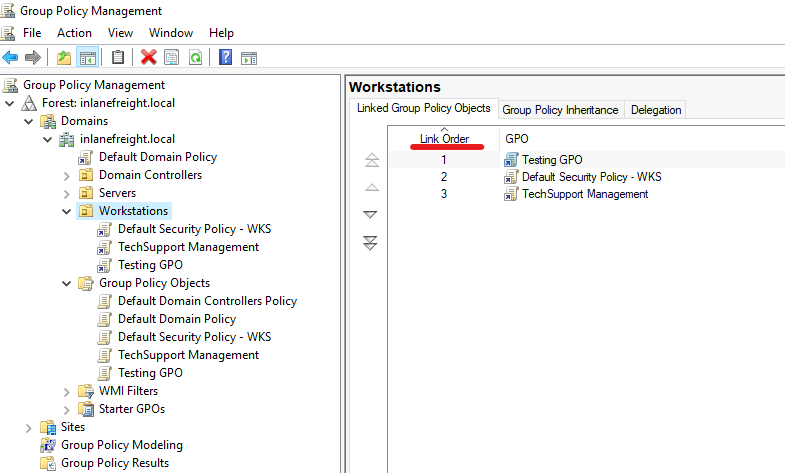 Group Policy Management
File Action View Window Help
Group Policy Management
Forest: inlanefreight.local
Domains
inlanefreight.local
Default Domain Policy
Domain Controllers
Servers
Workstations
Default Security Policy - WKS
TechSupport Management
Testing GPO
Group Policy Objects
Default Domain Controllers Policy
Default Domain Policy
Default Security Policy - WKS
TechSupport Management
Testing GPO
WMI Filters
Starter GPOs
Sites
Group Policy Modeling
Group Policy Results
Workstations
Linked Group Policy Objects Group Policy Inheritance Delegation
Link Order GPO
1 Testing GPO
2 Default Security Policy - WKS
3 TechSupport Management